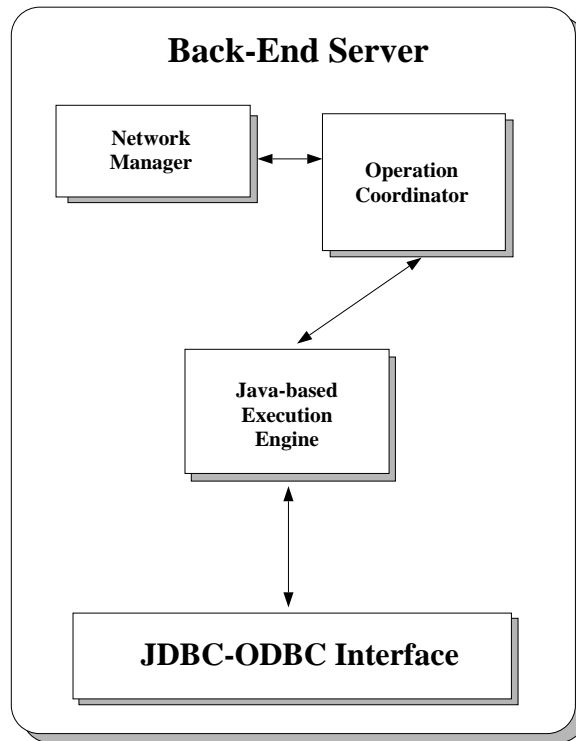 Back-End Server
Network
Manager
Operation
Coordinator
Java-based
Execution
Engine
JDBC-ODBC Interface